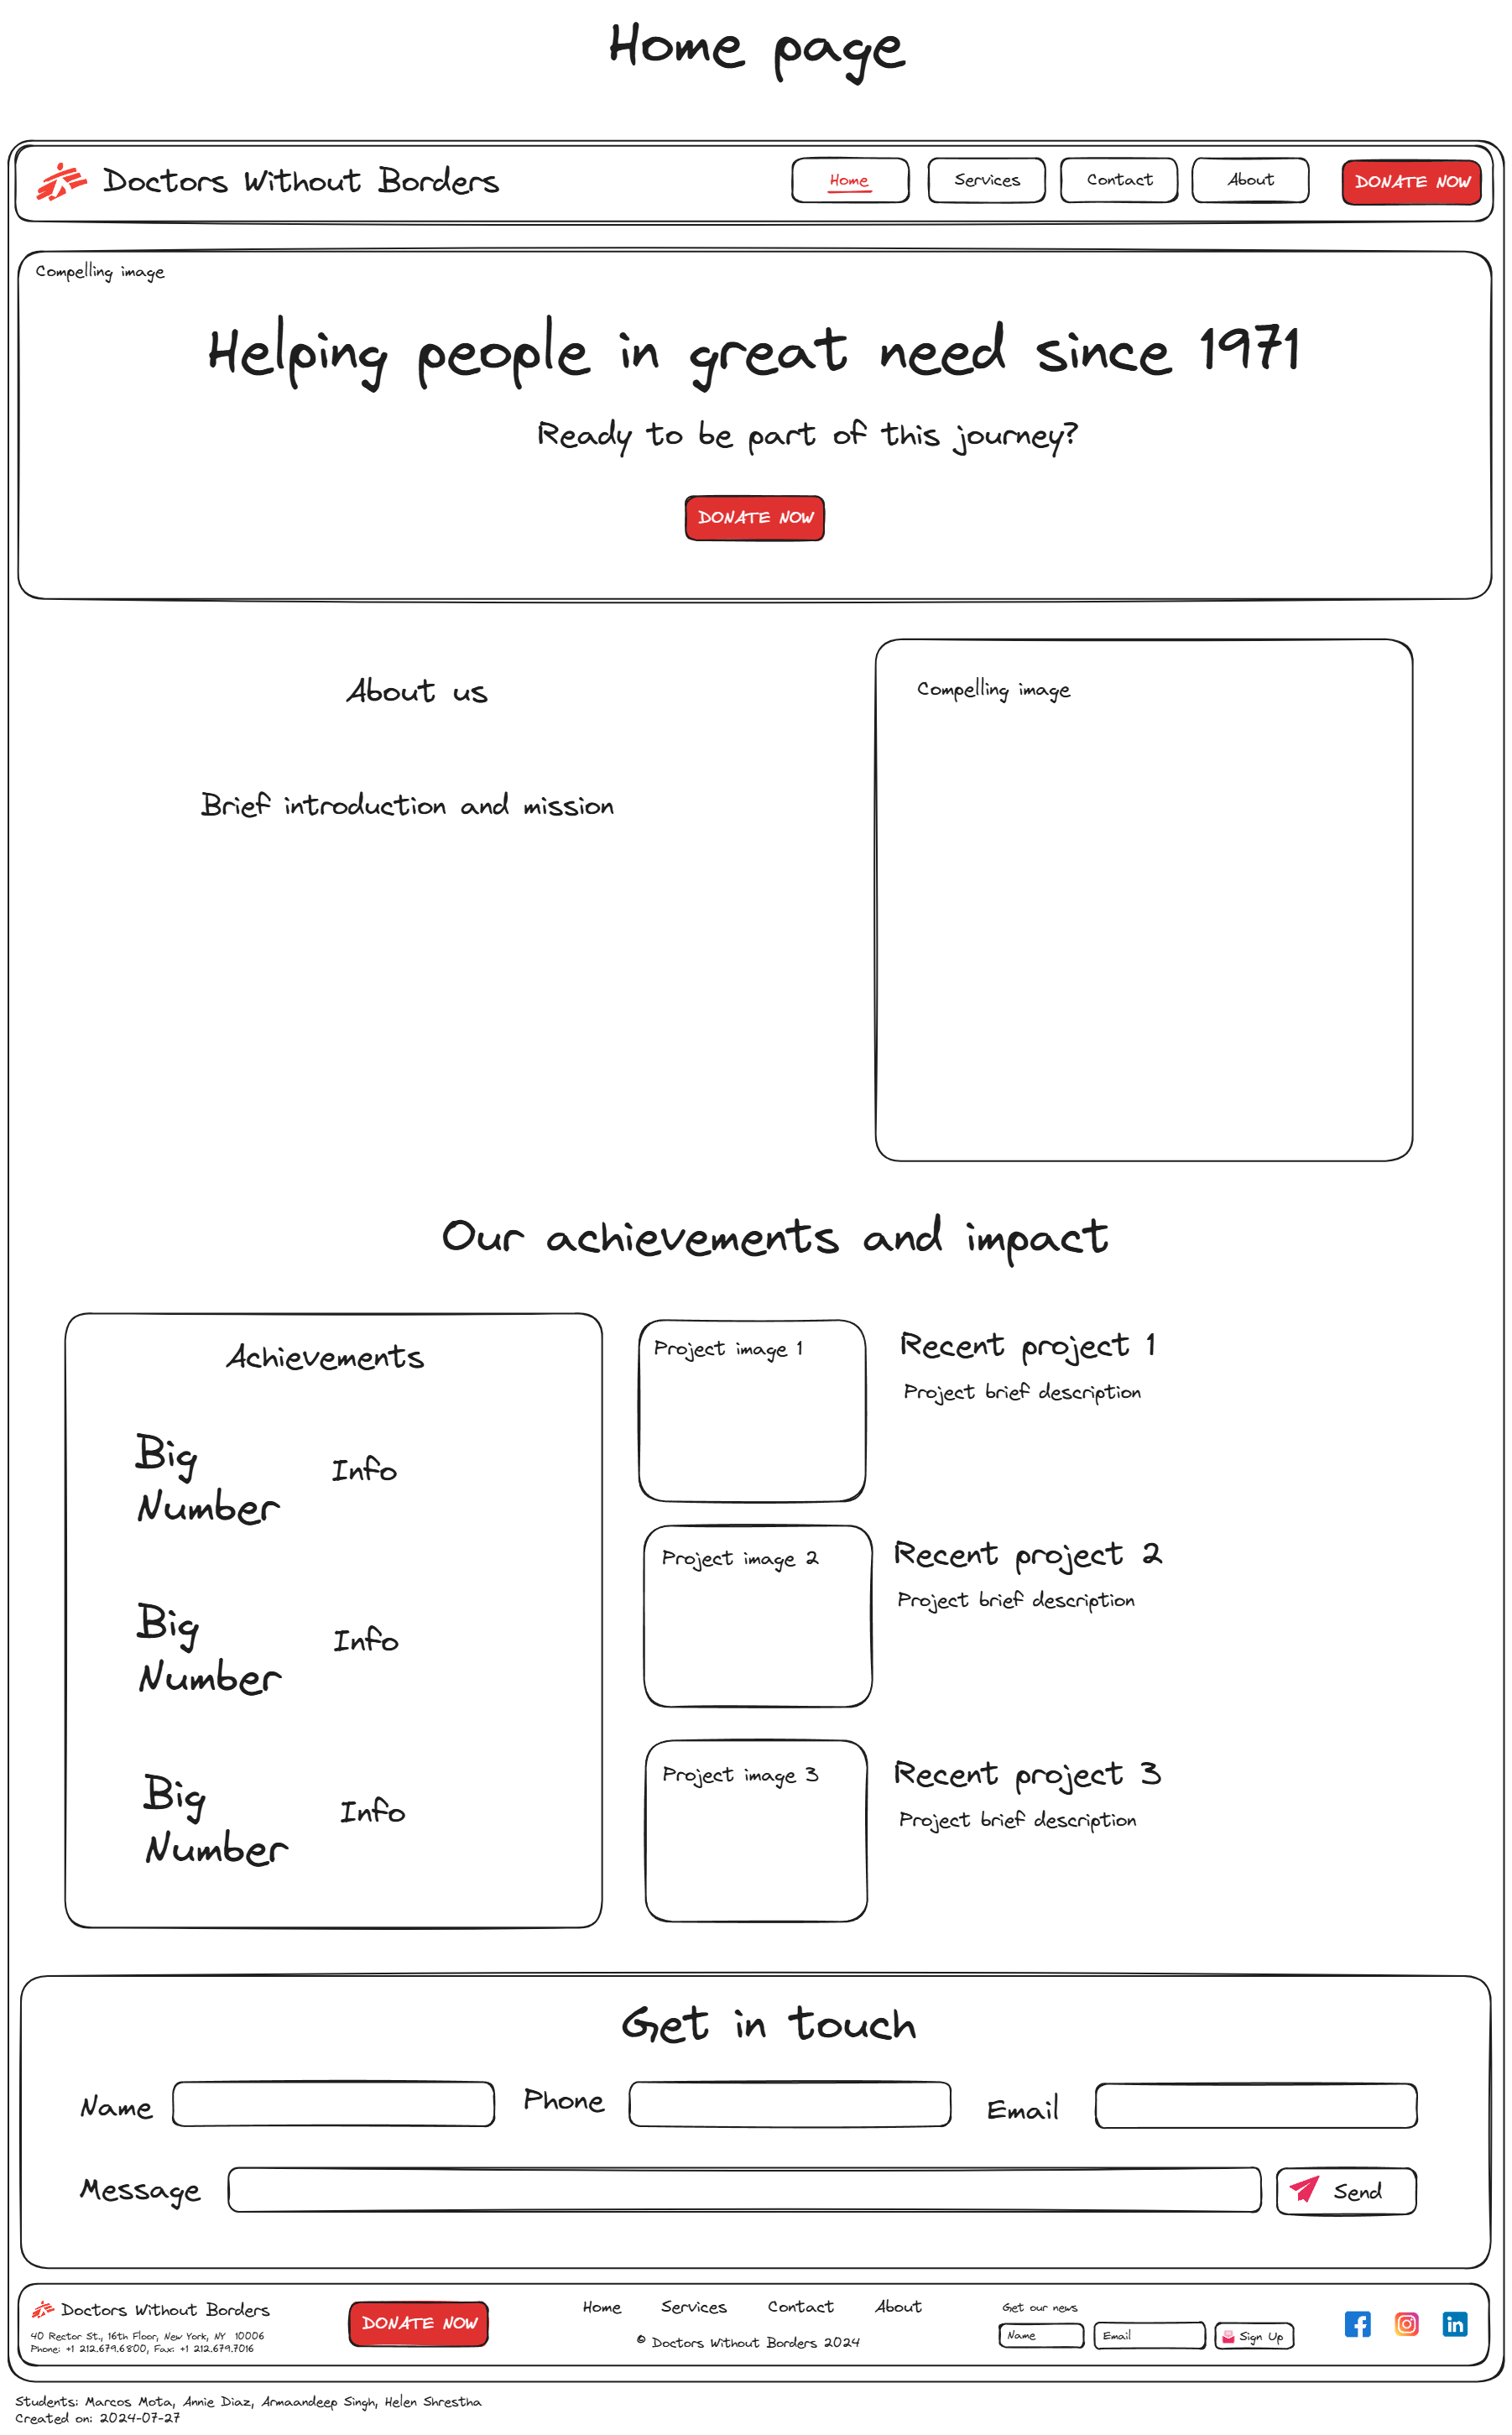 Home page
Doctors Without Borders
Home
Services
Contact
About
DONATE NOW
Compelling image
Helping people in great need since 1971
Ready to be part of this journey?
DONATE NOW
About us
Brief introduction and mission
Compelling image
Our achievements and impact
Achievements
Big
Number
Info
Big
Number
Info
Big
Number
Info
Project image 1
Recent project 1
Project brief description
Project image 2
Recent project 2
Project brief description
Project image 3
Recent project 3
Project brief description
Get in touch
Name
Phone
Email
Message
Send
Doctors Without Borders
40 Rector St., 16th Floor, New York, NY 10006
Phone: +1 212.679.6800, Fax: +1 212.679.7016
DONATE NOW
Home
Services
Contact
About
© Doctors Without Borders 2024
Get our news
Name
Email
Sign Up
Students: Marcos Mota, Annie Diaz, Armaandeep Singh, Helen Shrestha
Created on: 2024-07-27